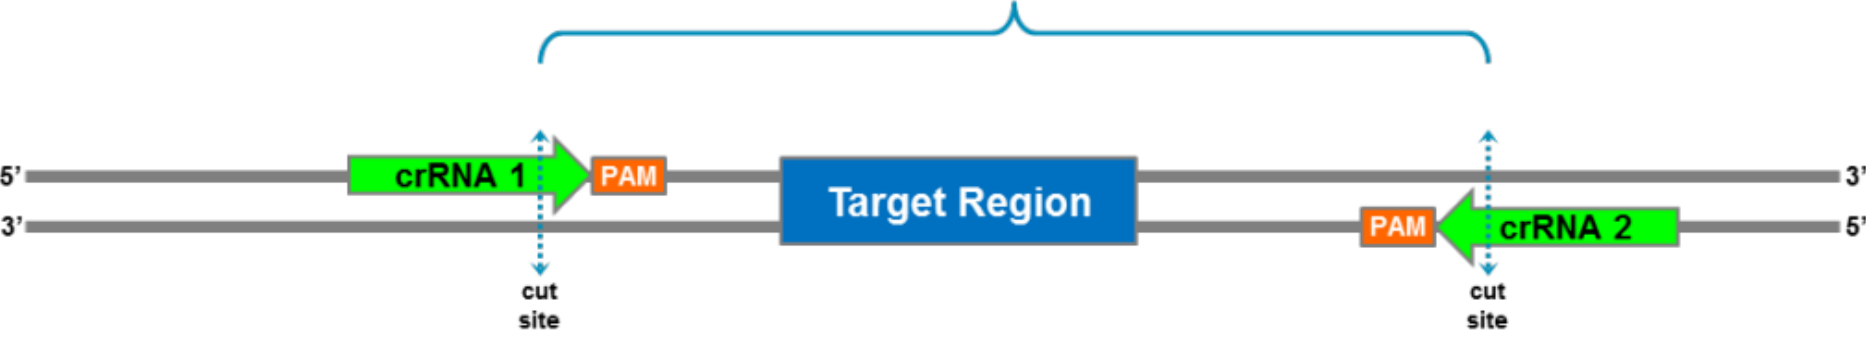 5’ crRNA 1 PAM Target Region 3’
3’ PAM crRNA 2 5’
cut cut
site site